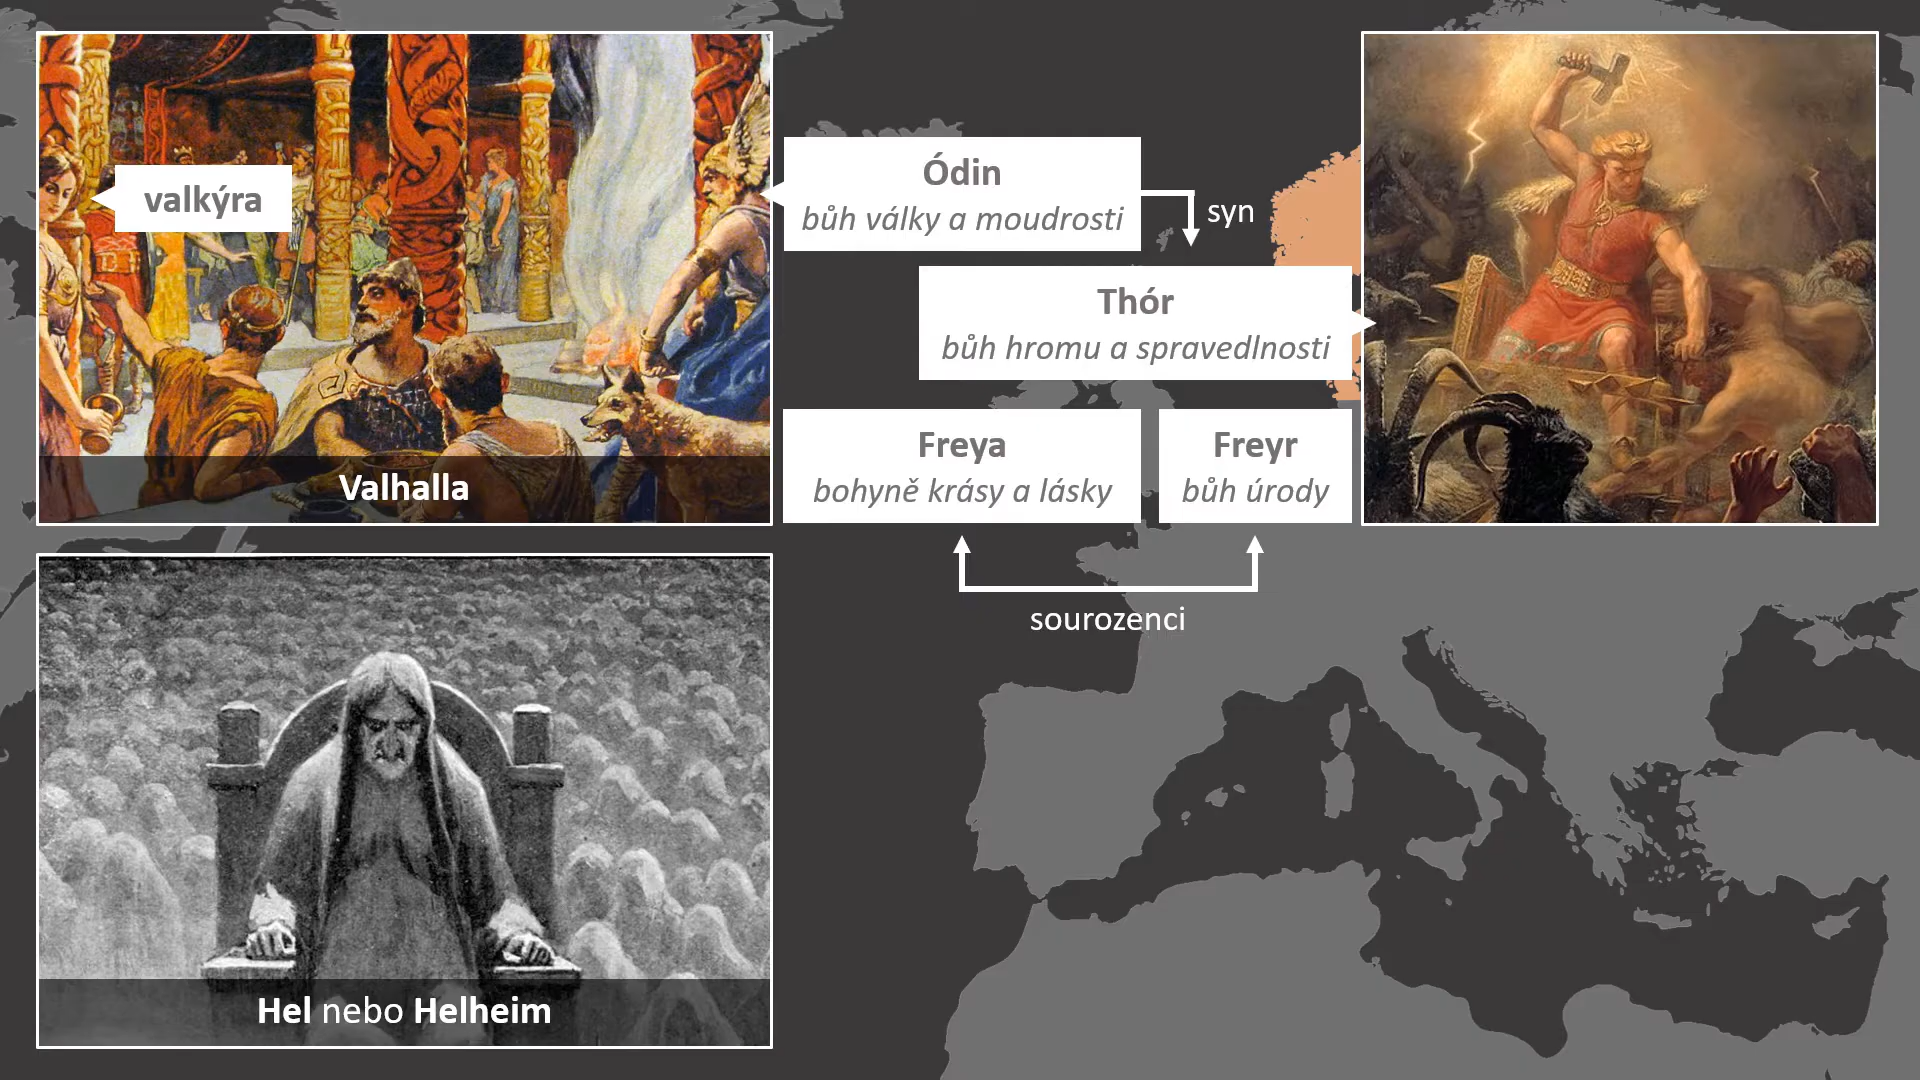 valkýra
Valhalla
Ódin
bůh války a moudrosti
syn
Thór
bůh hromu a spravedlnosti
Freya
bohyně krásy a lásky
Freyr
bůh úrody
sourozenci
Hel nebo Helheim